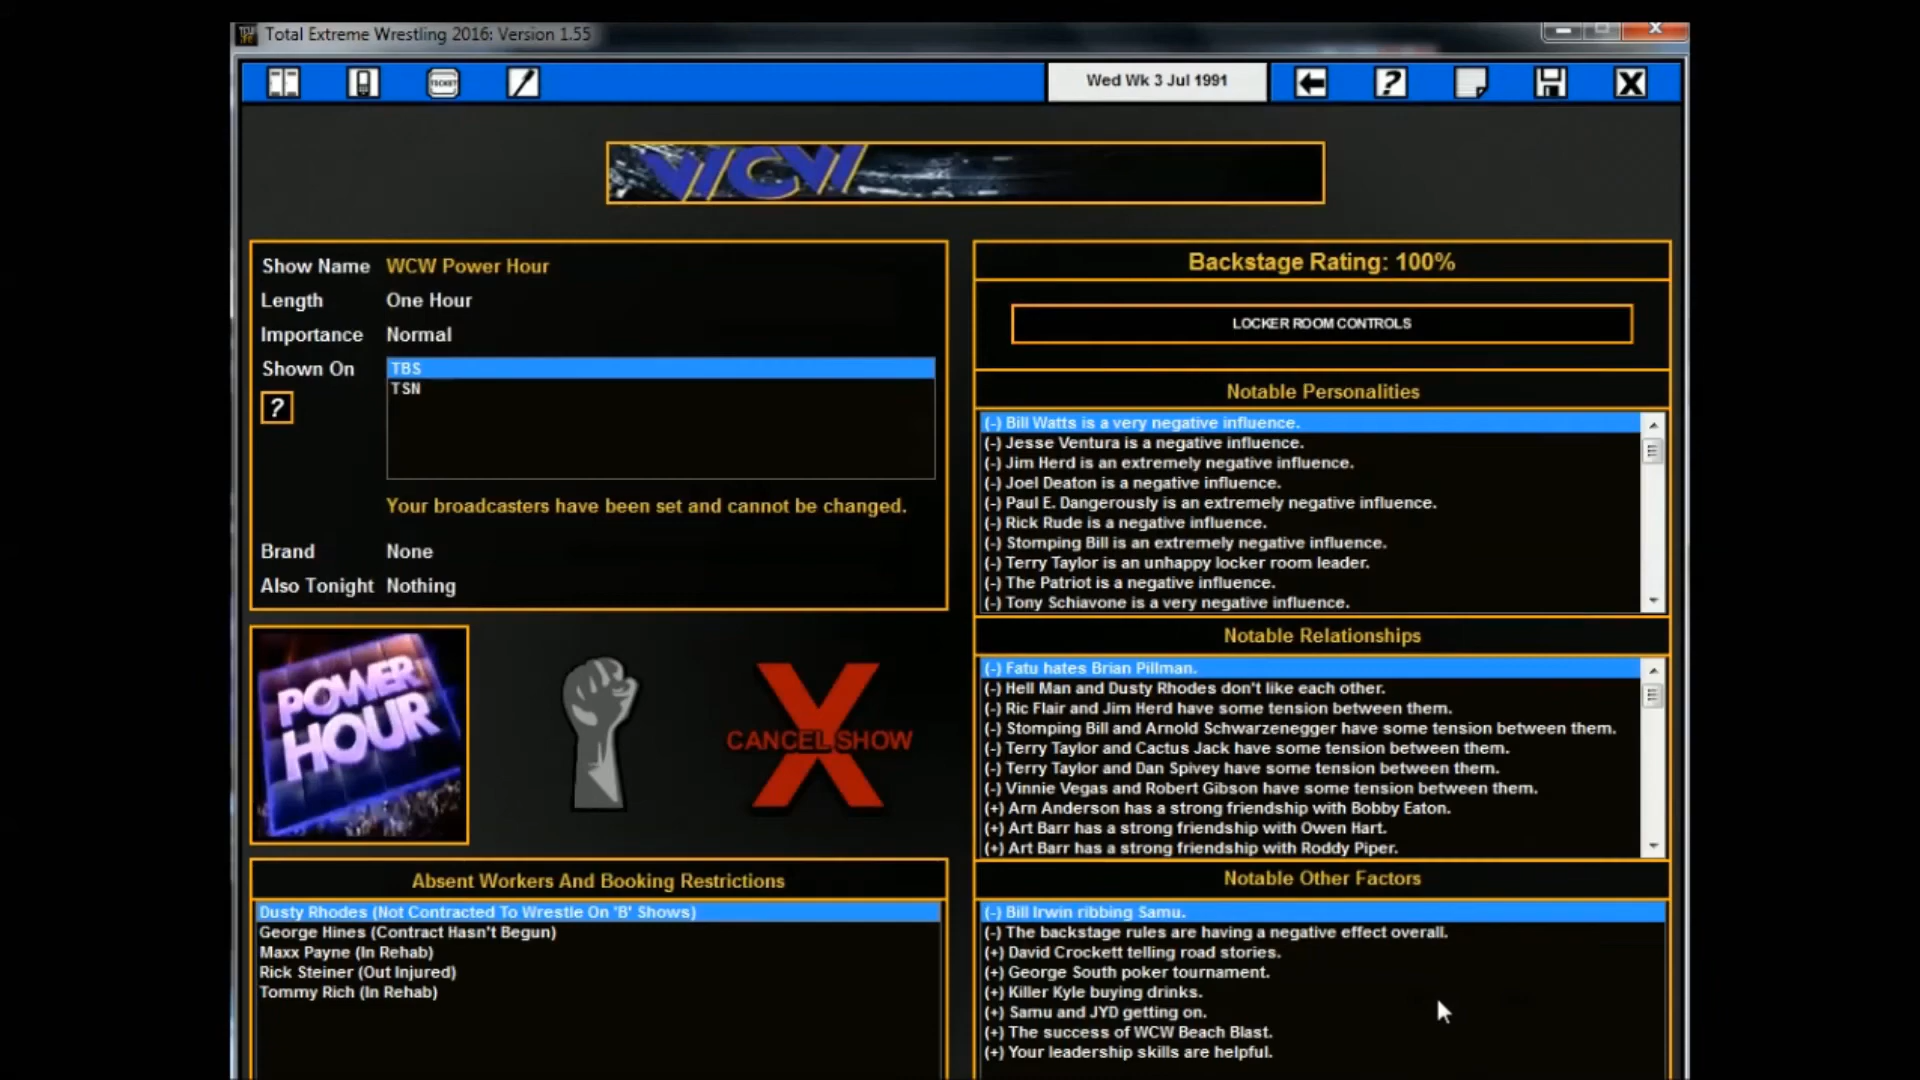 Total Extreme Wrestling 2016: Version 1.55
TICKET
Wed Wk 3 Jul 1991
?
X
WCW
Show Name WCW Power Hour
Length One Hour
Importance Normal
Shown On TBS
TSN
?
Your broadcasters have been set and cannot be changed.
Brand None
Also Tonight Nothing
POWER
HOUR
X
CANCEL SHOW
Absent Workers And Booking Restrictions
Dusty Rhodes (Not Contracted To Wrestle On 'B' Shows)
George Hines (Contract Hasn't Begun)
Maxx Payne (In Rehab)
Rick Steiner (Out Injured)
Tommy Rich (In Rehab)
Backstage Rating: 100%
LOCKER ROOM CONTROLS
Notable Personalities
(-) Bill Watts is a very negative influence.
(-) Jesse Ventura is a negative influence.
(-) Jim Herd is an extremely negative influence.
(-) Joel Deaton is a negative influence.
(-) Paul E. Dangerously is an extremely negative influence.
(-) Rick Rude is a negative influence.
(-) Stomping Bill is an extremely negative influence.
(-) Terry Taylor is an unhappy locker room leader.
(-) The Patriot is a negative influence.
(-) Tony Schiavone is a very negative influence.
Notable Relationships
(-) Fatu hates Brian Pillman.
(-) Hell Man and Dusty Rhodes don't like each other.
(-) Ric Flair and Jim Herd have some tension between them.
(-) Stomping Bill and Arnold Schwarzenegger have some tension between them.
(-) Terry Taylor and Cactus Jack have some tension between them.
(-) Terry Taylor and Dan Spivey have some tension between them.
(-) Vinnie Vegas and Robert Gibson have some tension between them.
(+) Arn Anderson has a strong friendship with Bobby Eaton.
(+) Art Barr has a strong friendship with Owen Hart.
(+) Art Barr has a strong friendship with Roddy Piper.
Notable Other Factors
(-) Bill Irwin ribbing Samu.
(-) The backstage rules are having a negative effect overall.
(+) David Crockett telling road stories.
(+) George South poker tournament.
(+) Killer Kyle buying drinks.
(+) Samu and JYD getting on.
(+) The success of WCW Beach Blast.
(+) Your leadership skills are helpful.